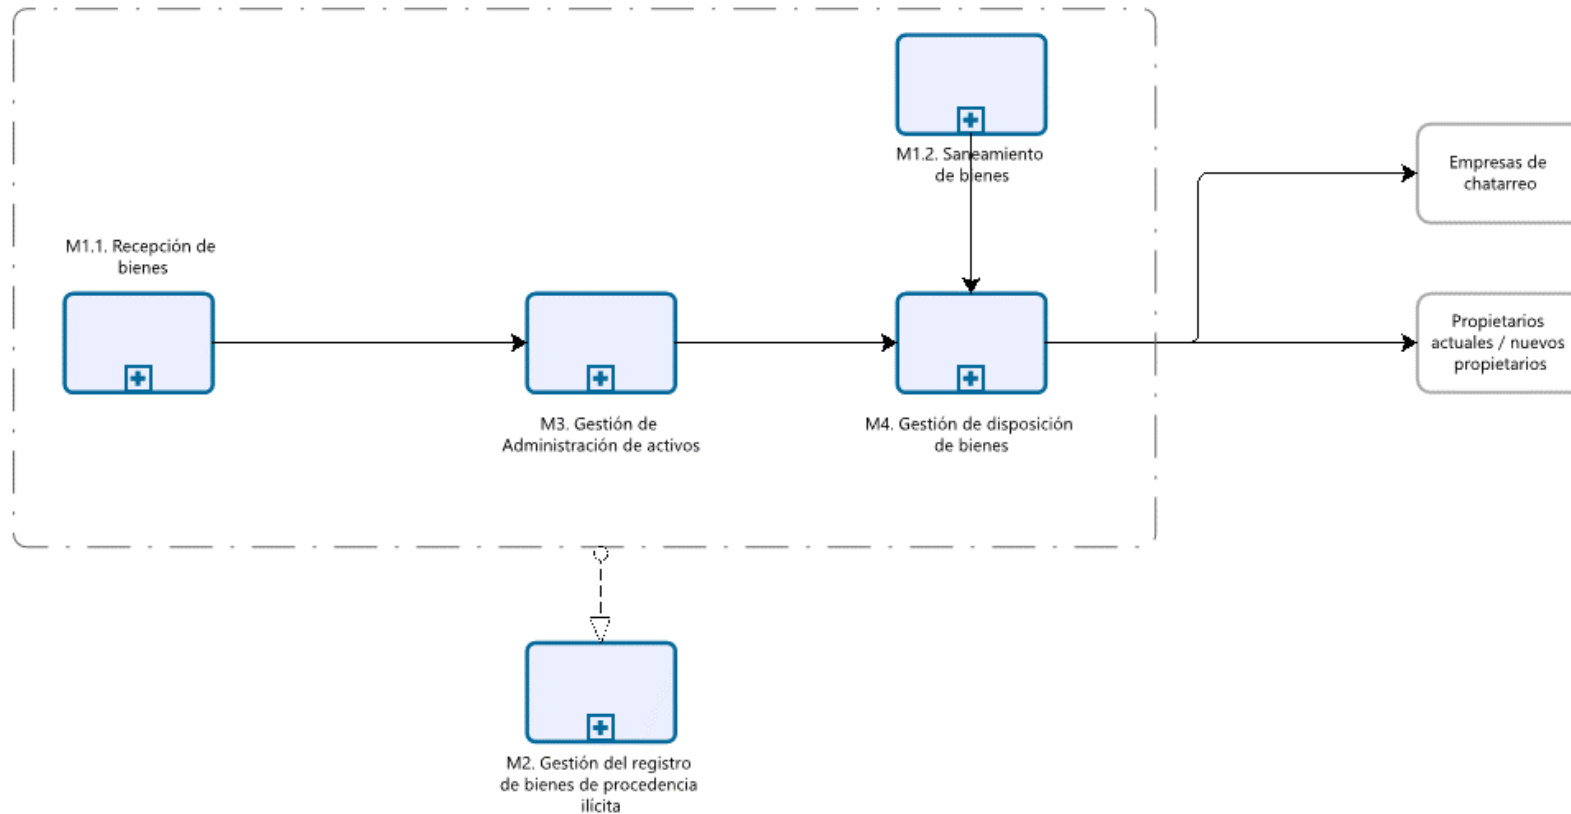 M1.2. Saneamiento
de bienes
Empresas de
chatarreo
M1.1. Recepción de
bienes
Propietarios
actuales / nuevos
propietarios
M3. Gestión de
Administración de activos
M4. Gestión de disposición
de bienes
M2. Gestión del registro
de bienes de procedencia
ilícita